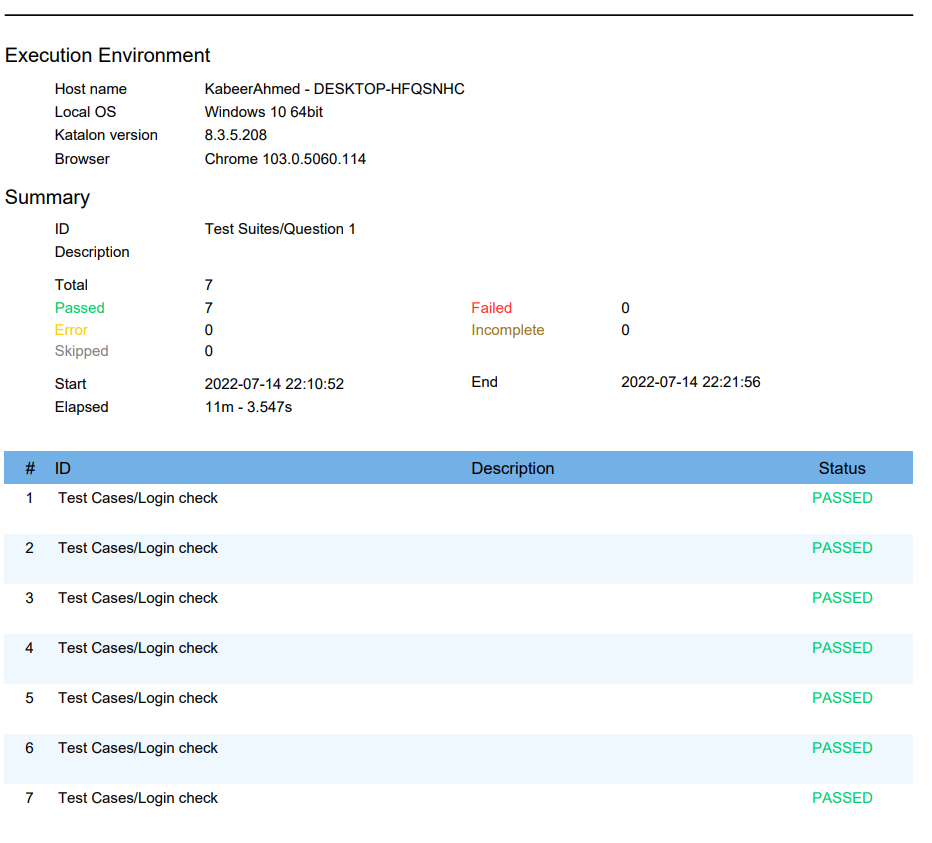 Execution Environment
Host name KabeerAhmed - DESKTOP-HFQSNHC
Local OS Windows 10 64bit
Katalon version 8.3.5.208
Browser Chrome 103.0.5060.114
Summary
ID Test Suites/Question 1
Description
Total 7
Passed 7 Failed 0
Error 0 Incomplete 0
Skipped 0
Start 2022-07-14 22:10:52 End 2022-07-14 22:21:56
Elapsed 11m - 3.547s
# ID Description Status
1 Test Cases/Login check PASSED
2 Test Cases/Login check PASSED
3 Test Cases/Login check PASSED
4 Test Cases/Login check PASSED
5 Test Cases/Login check PASSED
6 Test Cases/Login check PASSED
7 Test Cases/Login check PASSED